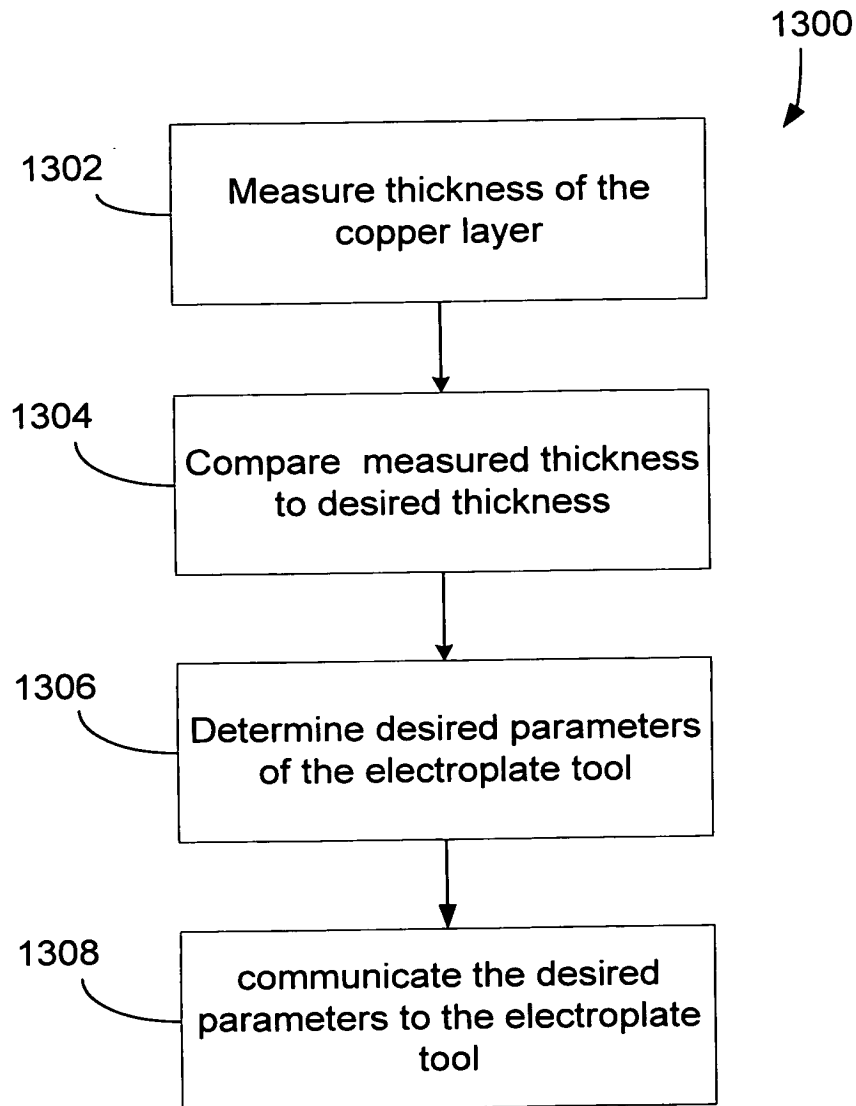 1300
1302
Measure thickness of the
copper layer
1304
Compare measured thickness
to desired thickness
1306
Determine desired parameters
of the electroplate tool
1308
communicate the desired
parameters to the electroplate
tool